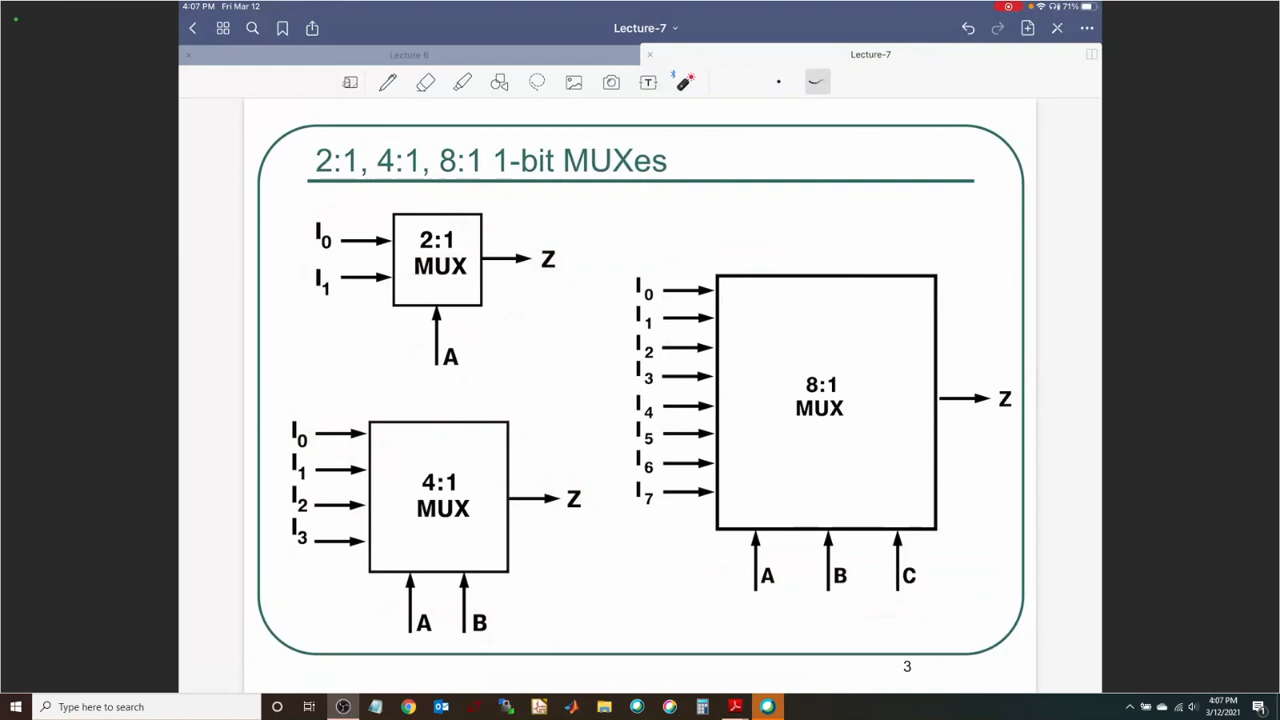 4:07 PM Fri Mar 12
71%
Lecture-7
Lecture 6
Lecture-7
T
2:1, 4:1, 8:1 1-bit MUXes
I0
I1
2:1
MUX
Z
A
I0
I1
I2
I3
4:1
MUX
Z
A B
I0
I1
I2
I3
I4
I5
I6
I7
8:1
MUX
Z
A B C
3
Type here to search
4:07 PM
3/12/2021